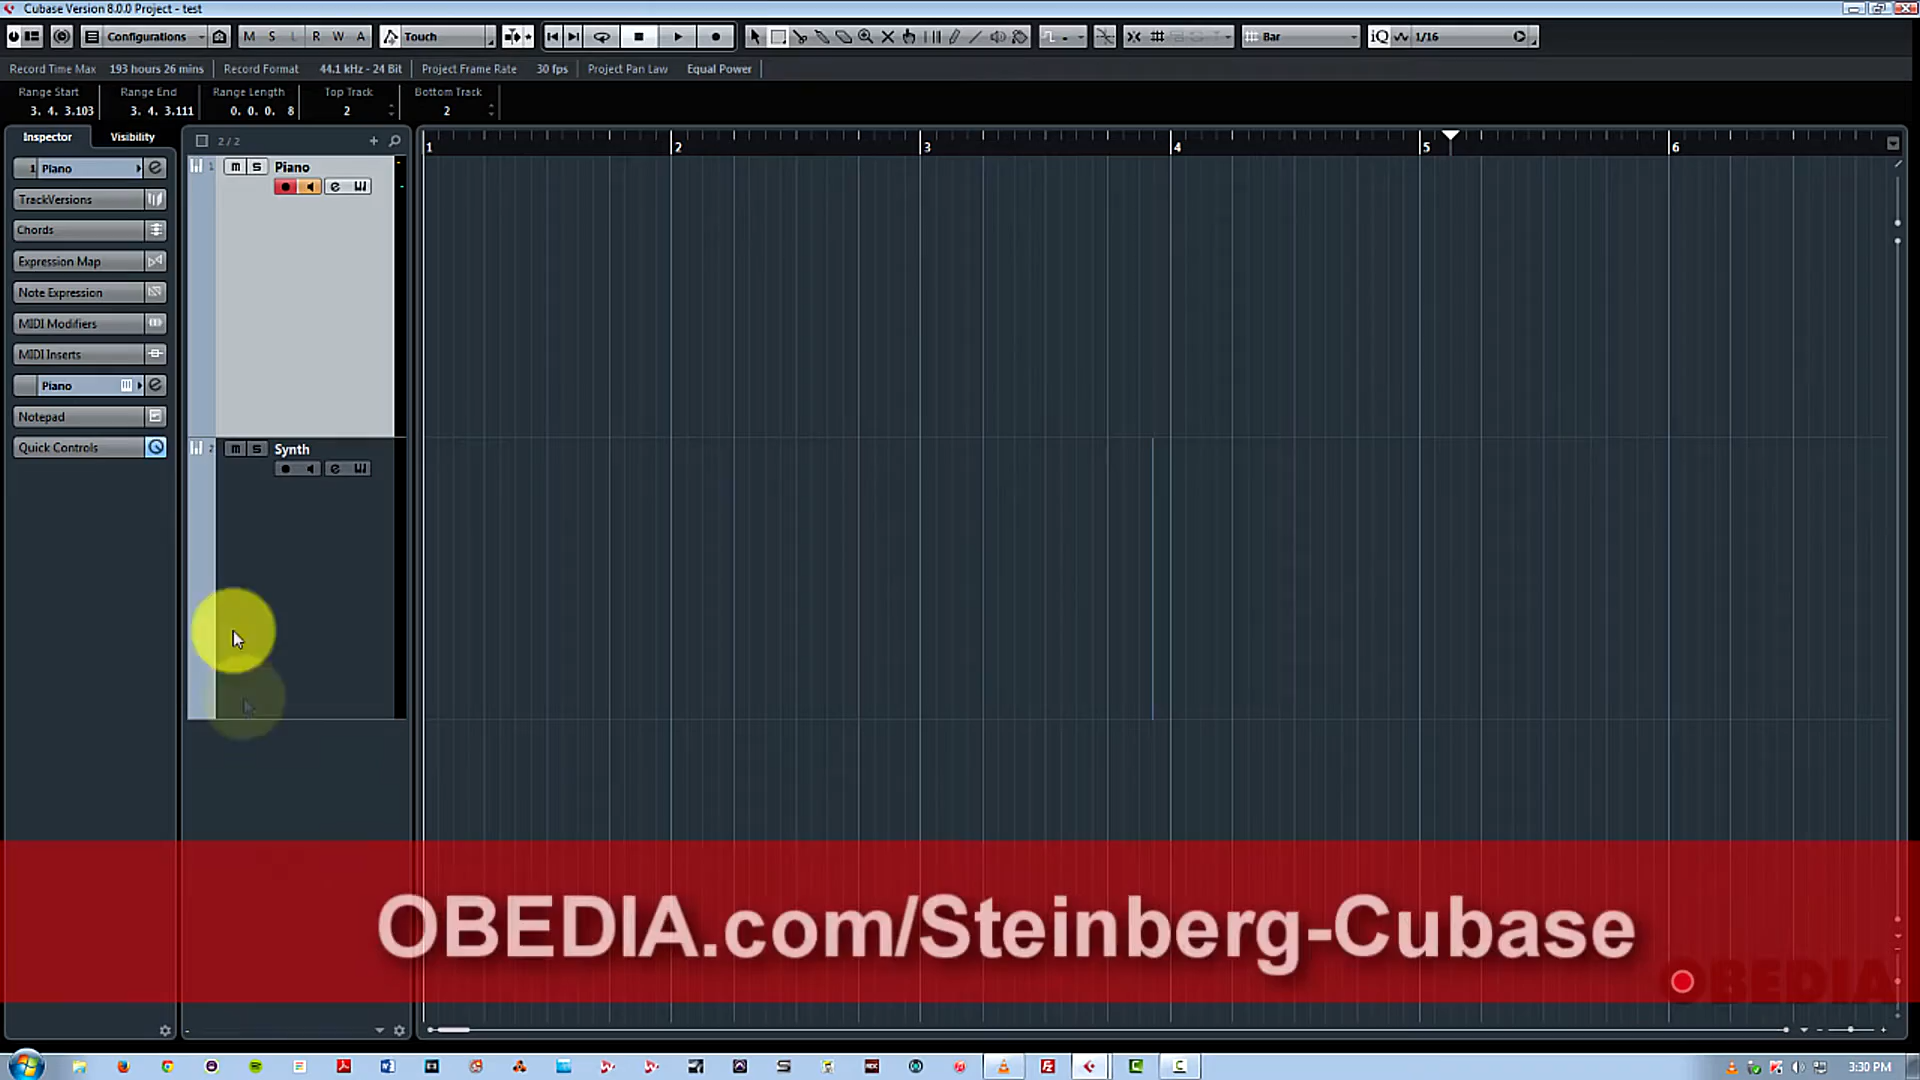 Cubase Version 8.0.0 Project - test
Configurations M S L R W A Touch Bar iQ 1/16
Record Time Max 193 hours 26 mins Record Format 44.1 kHz - 24 Bit Project Frame Rate 30 fps Project Pan Law Equal Power
Range Start Range End Range Length Top Track Bottom Track
3. 4. 3.103 3. 4. 3.111 0. 0. 0. 8 2 2
Inspector Visibility 2 / 2
1 2 3 4 5 6
1 Piano
TrackVersions
Chords
Expression Map
Note Expression
MIDI Modifiers
MIDI Inserts
Piano
Notepad
Quick Controls
1 m S Piano
e
2 m S Synth
e
OBEDIA.com/Steinberg-Cubase
OBEDIA
3:30 PM